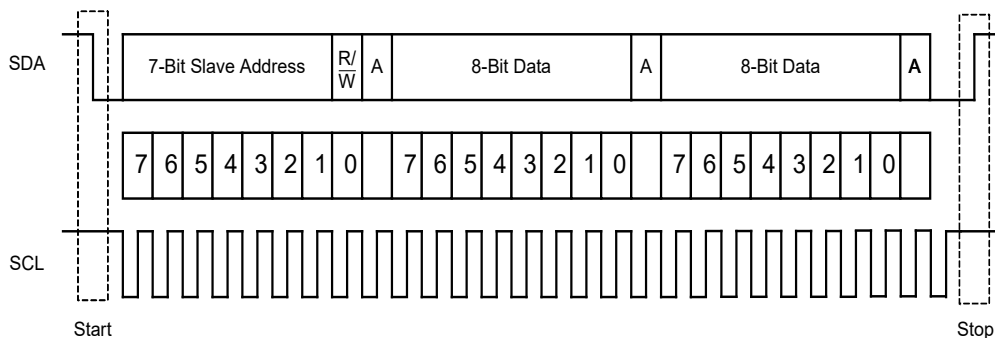 SDA
7-Bit Slave Address R/W A 8-Bit Data A 8-Bit Data A
7 6 5 4 3 2 1 0 7 6 5 4 3 2 1 0 7 6 5 4 3 2 1 0
SCL
Start Stop